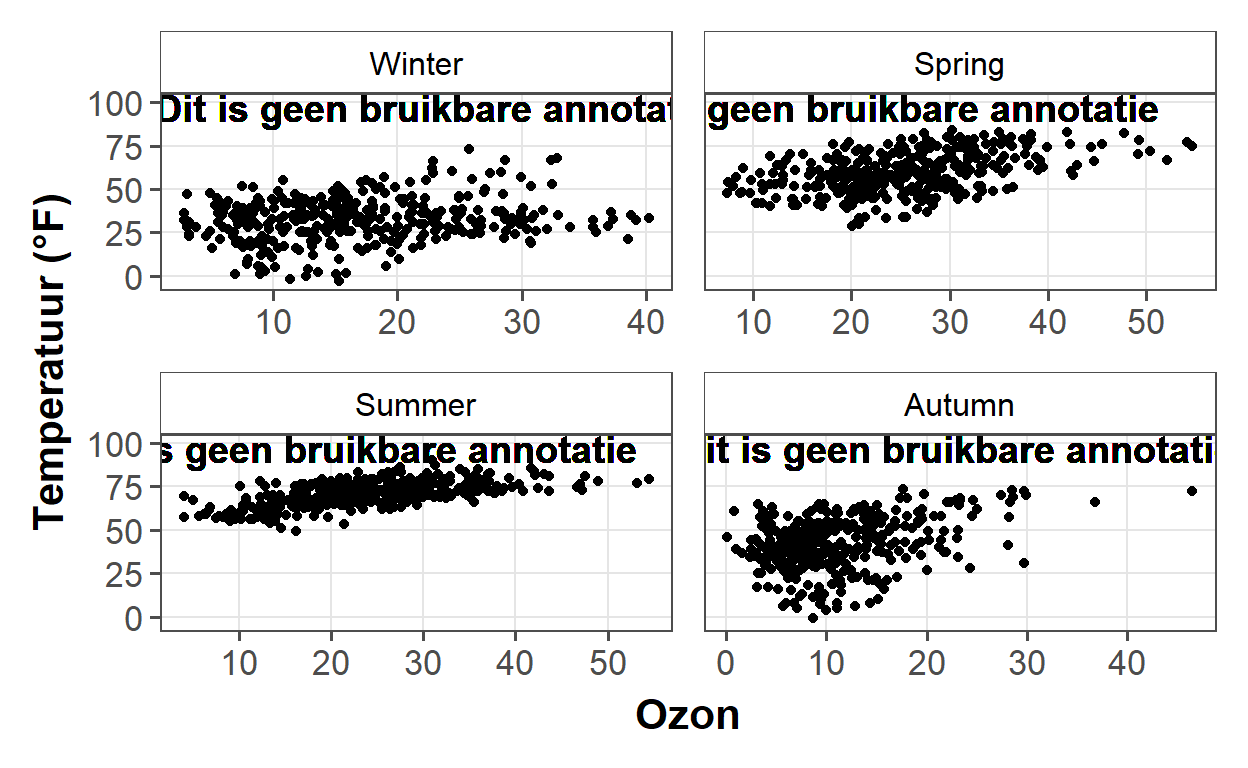 Winter
Spring
Dit is geen bruikbare annotat
geen bruikbare annotatie
100
75
50
25
0
10 20 30 40
10 20 30 40 50
Temperatuur (°F)
Summer
Autumn
s geen bruikbare annotatie
it is geen bruikbare annotati
100
75
50
25
0
10 20 30 40 50
0 10 20 30 40
Ozon